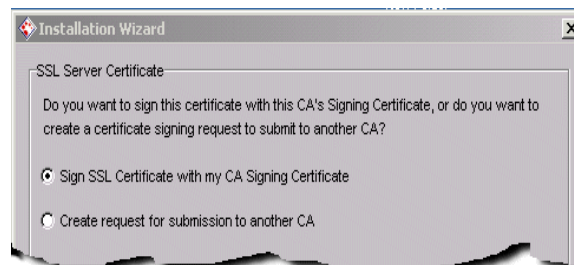 Installation Wizard
SSL Server Certificate
Do you want to sign this certificate with this CA's Signing Certificate, or do you want to
create a certificate signing request to submit to another CA?
Sign SSL Certificate with my CA Signing Certificate
Create request for submission to another CA